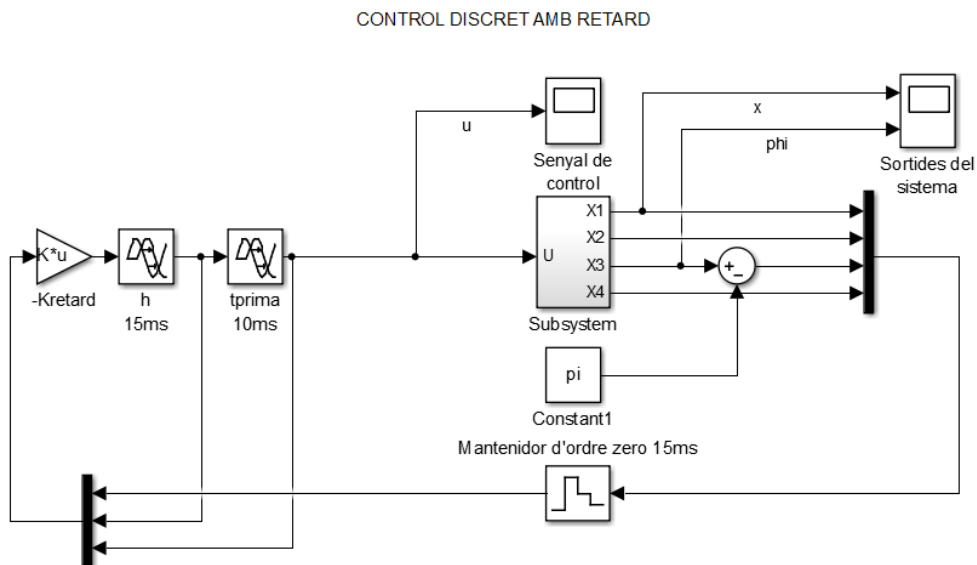 CONTROL DISCRET AMB RETARD
u
Senyal de
control
x
phi
Sortides del
sistema
K*u
-Kretard
h
15ms
tprima
10ms
U
X1
X2
X3
X4
Subsystem
+
_
pi
Constant1
Mantenidor d'ordre zero 15ms